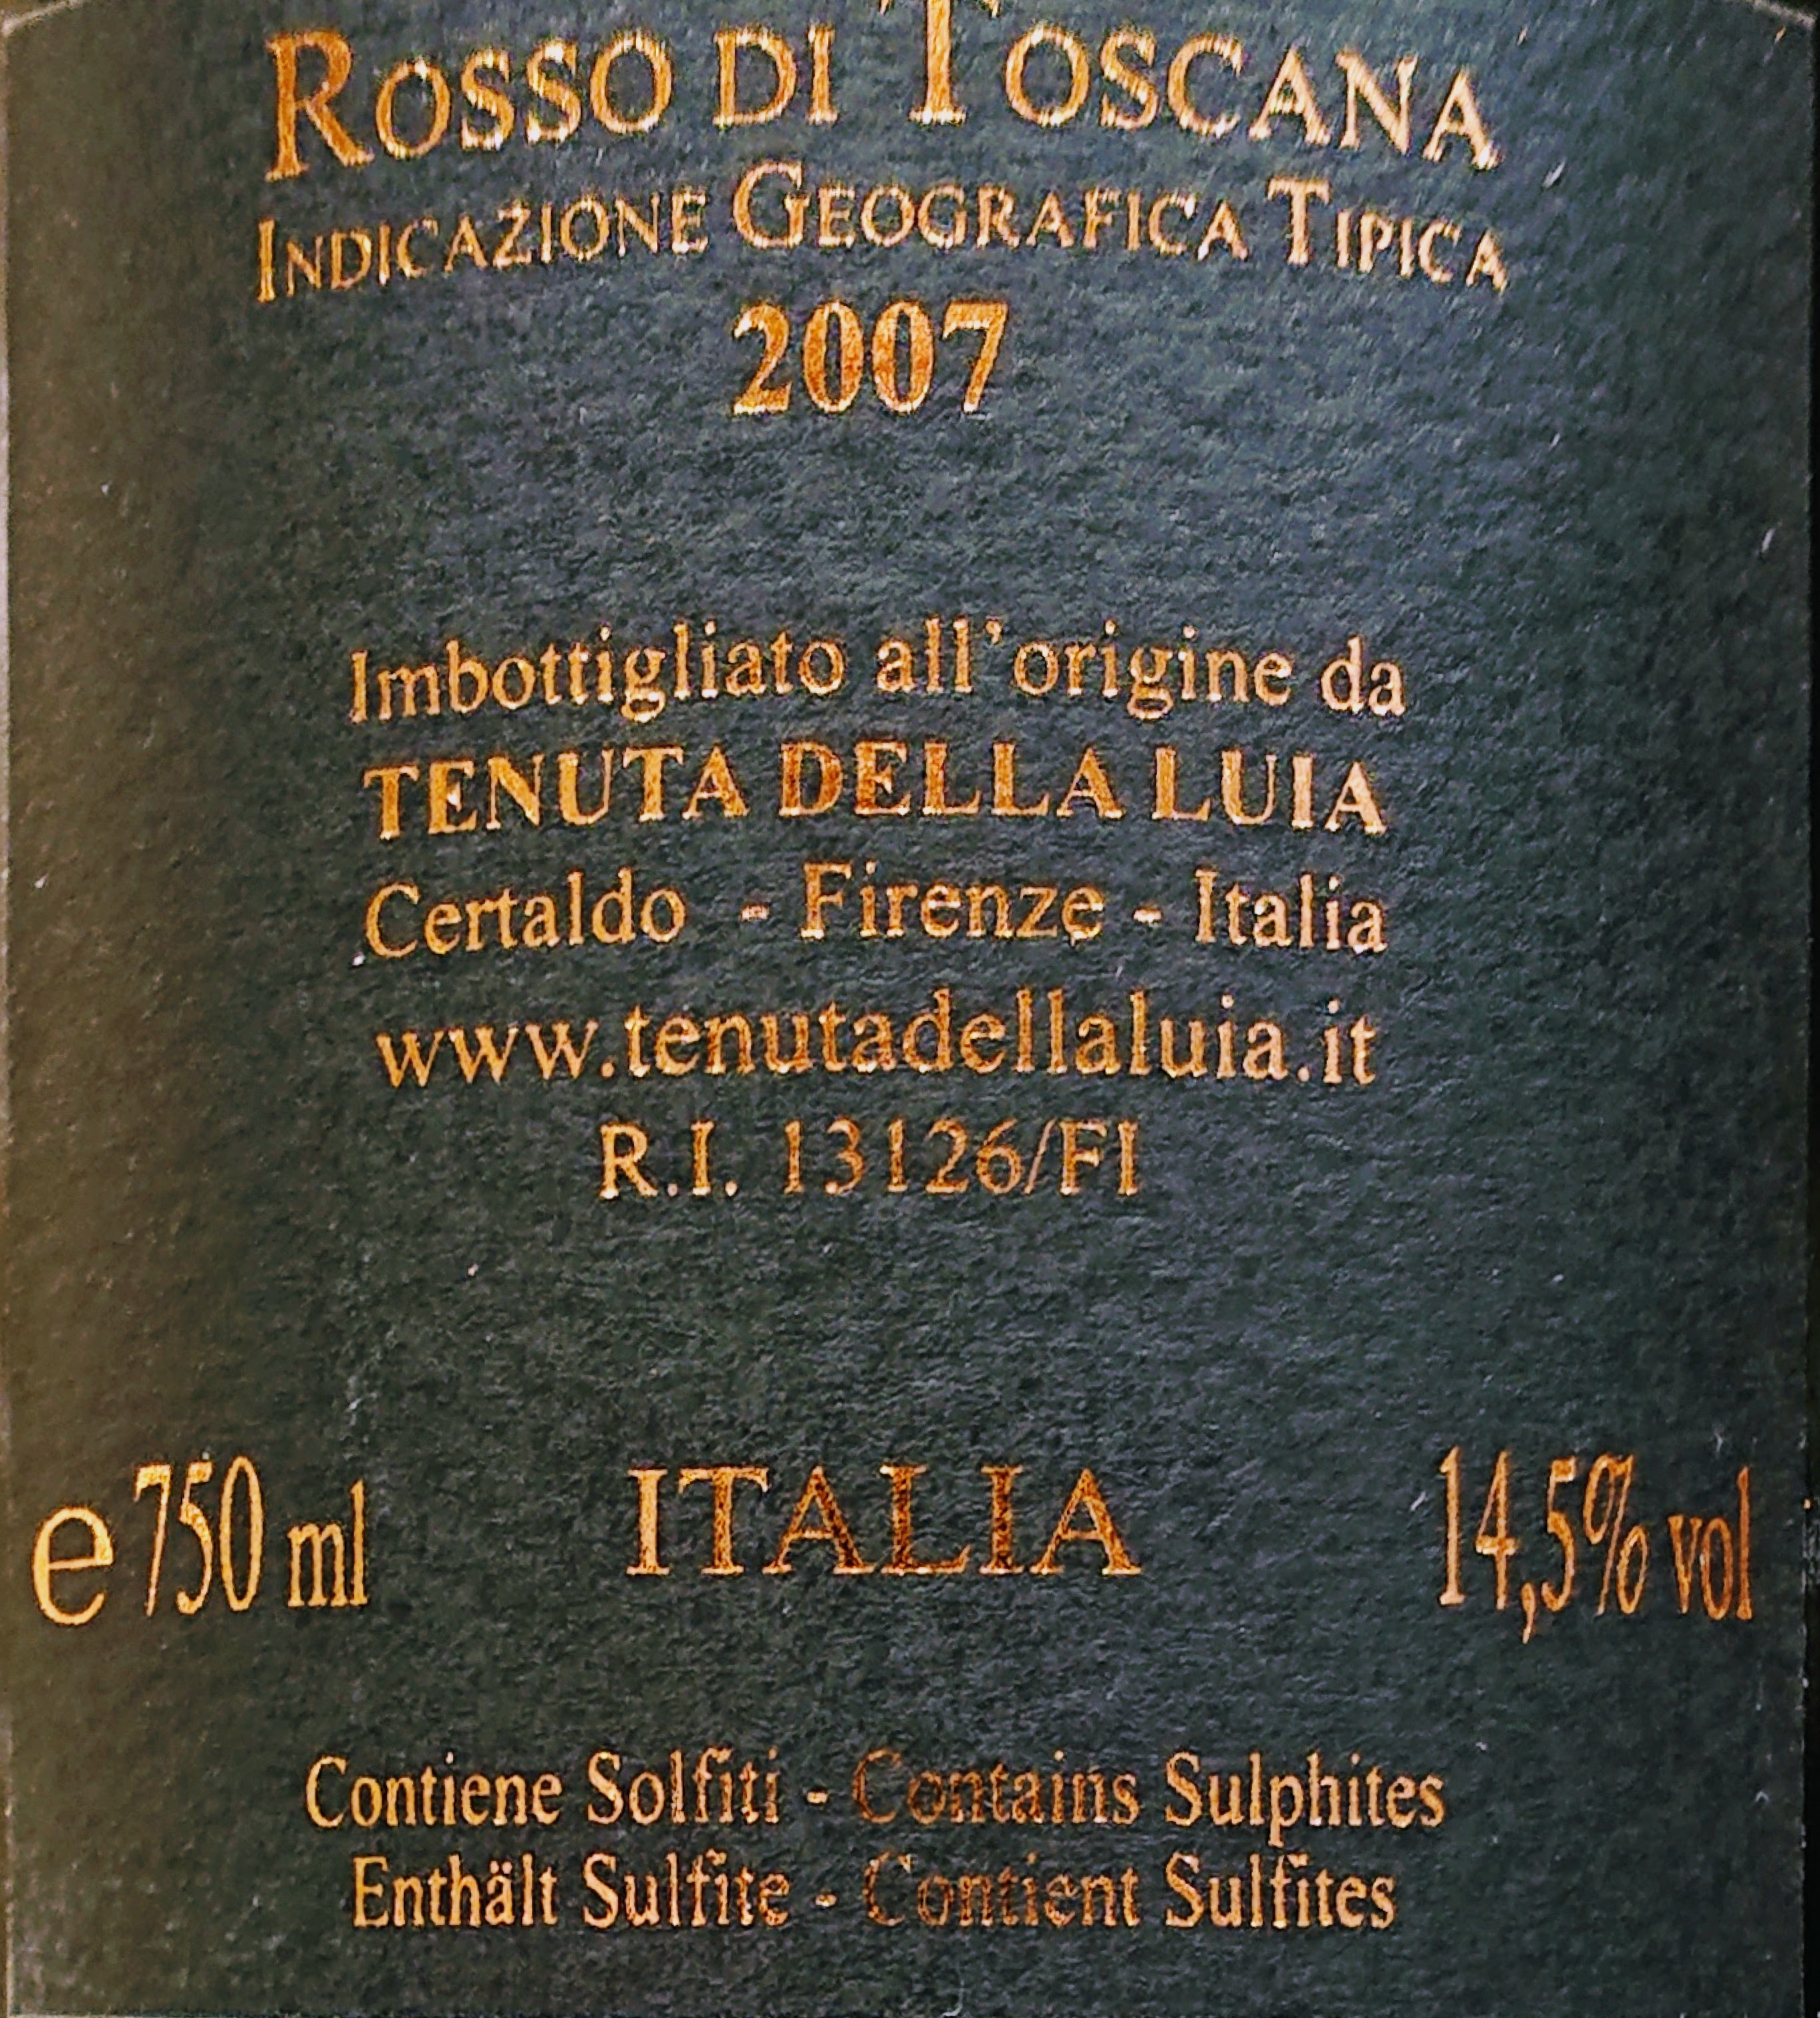 ROSSO DI TOSCANA
INDICAZIONE GEOGRAFICA TIPICA
2007
Imbottigliato all'origine da
TENUTA DELLA LUIA
Certaldo - Firenze - Italia
www.tenutadellaluia.it
R.I. 13126/FI
e 750 ml ITALIA 14,5% vol
Contiene Solfiti - Contains Sulphites
Enthält Sulfite - Contient Sulfites